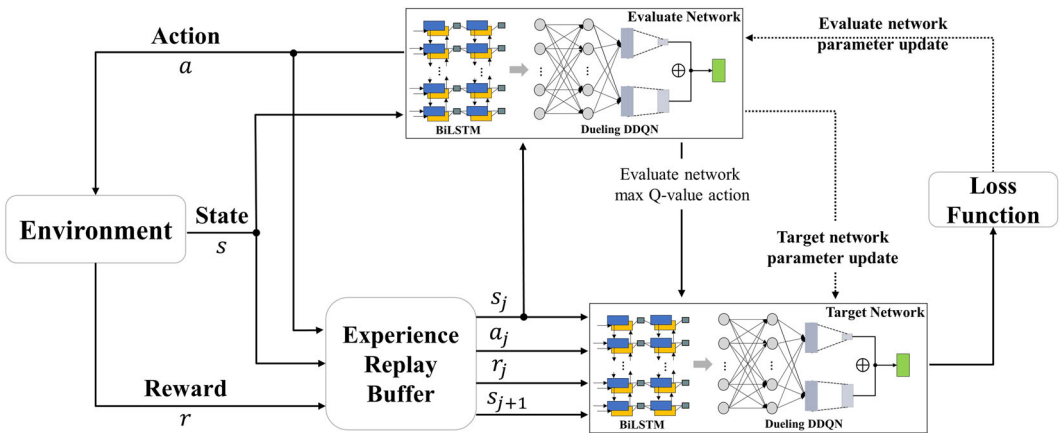 Action
a
Evaluate Network
BiLSTM
Dueling DDQN
Evaluate network
parameter update
Evaluate network
max Q-value action
Loss
Function
Environment
State
s
Target network
parameter update
Experience
Replay
Buffer
s_j
a_j
r_j
s_{j+1}
Reward
r
Target Network
BiLSTM
Dueling DDQN